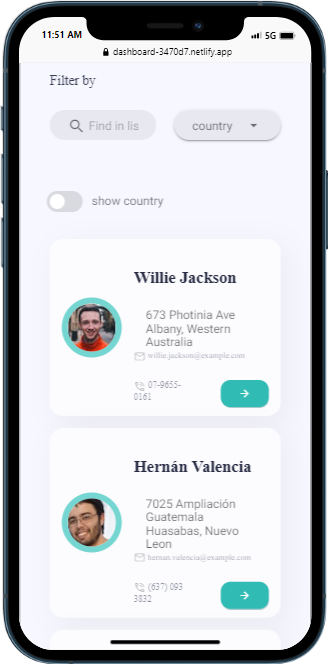 11:51 AM
5G
dashboard-3470d7.netlify.app
Filter by
Find in lis
country
show country
Willie Jackson
673 Photinia Ave
Albany, Western
Australia
willie.jackson@example.com
07-9655-
0161
Hernán Valencia
7025 Ampliación
Guatemala
Huasabas, Nuevo
Leon
hernan.valencia@example.com
(637) 093
3832